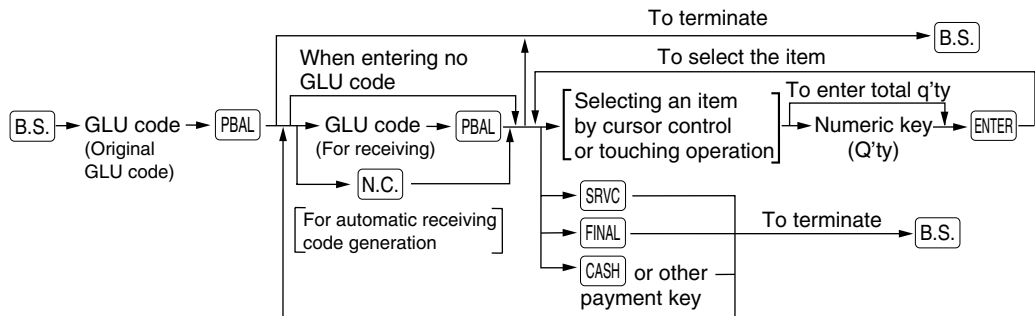 To terminate
B.S.
When entering no
GLU code
To select the item
B.S.
GLU code
(Original
GLU code)
PBAL
GLU code
(For receiving)
PBAL
N.C.
For automatic receiving
code generation
Selecting an item
by cursor control
or touching operation
To enter total q'ty
Numeric key
(Q'ty)
ENTER
SRVC
FINAL
To terminate
B.S.
CASH or other
payment key